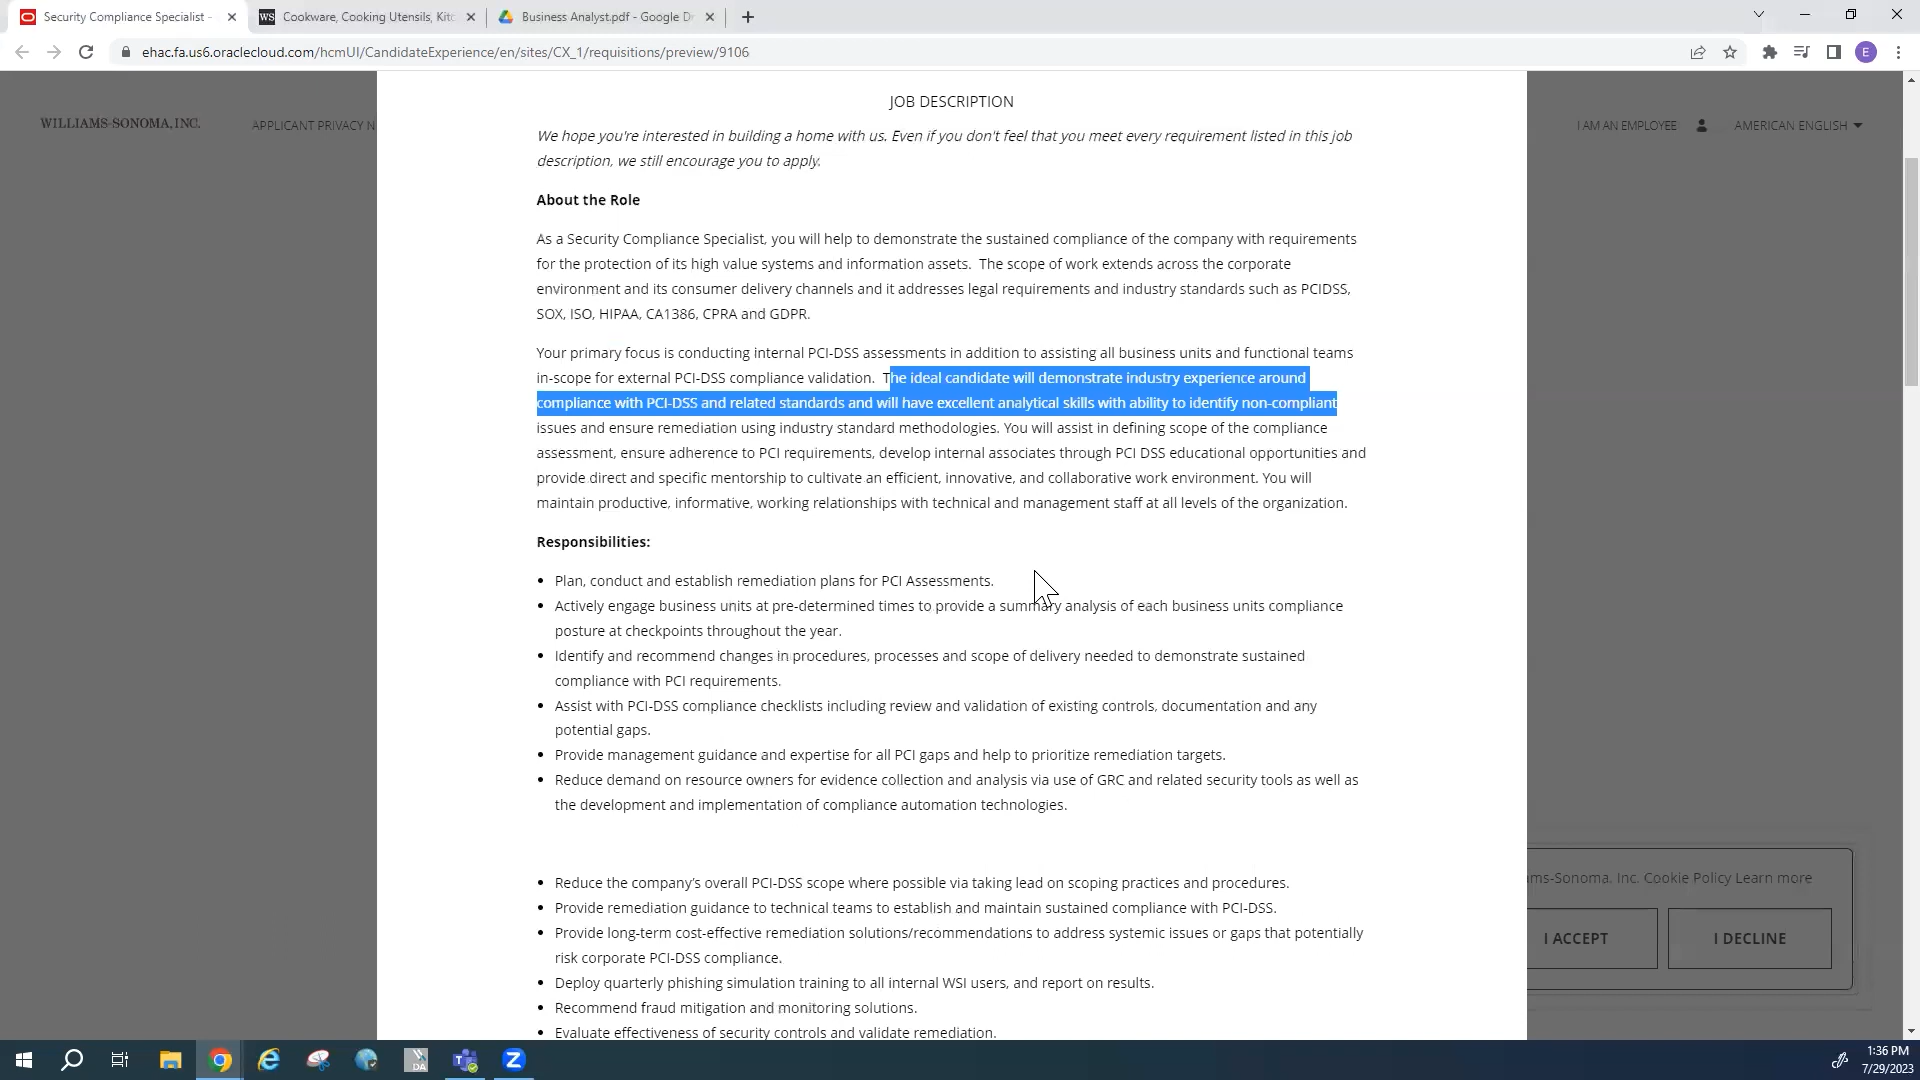 Security Compliance Specialist -
Cookware, Cooking Utensils, Kitc
Business Analyst.pdf - Google Dr
ehac.fa.us6.oraclecloud.com/hcmUI/CandidateExperience/en/sites/CX_1/requisitions/preview/9106
E
WILLIAMS-SONOMA, INC.
APPLICANT PRIVACY N
I AM AN EMPLOYEE
AMERICAN ENGLISH
JOB DESCRIPTION
We hope you're interested in building a home with us. Even if you don't feel that you meet every requirement listed in this job
description, we still encourage you to apply.
About the Role
As a Security Compliance Specialist, you will help to demonstrate the sustained compliance of the company with requirements
for the protection of its high value systems and information assets.  The scope of work extends across the corporate
environment and its consumer delivery channels and it addresses legal requirements and industry standards such as PCIDSS,
SOX, ISO, HIPAA, CA1386, CPRA and GDPR.
Your primary focus is conducting internal PCI-DSS assessments in addition to assisting all business units and functional teams
in-scope for external PCI-DSS compliance validation.  The ideal candidate will demonstrate industry experience around
compliance with PCI-DSS and related standards and will have excellent analytical skills with ability to identify non-compliant
issues and ensure remediation using industry standard methodologies. You will assist in defining scope of the compliance
assessment, ensure adherence to PCI requirements, develop internal associates through PCI DSS educational opportunities and
provide direct and specific mentorship to cultivate an efficient, innovative, and collaborative work environment. You will
maintain productive, informative, working relationships with technical and management staff at all levels of the organization.
Responsibilities:
• Plan, conduct and establish remediation plans for PCI Assessments.
• Actively engage business units at pre-determined times to provide a summary analysis of each business units compliance
posture at checkpoints throughout the year.
• Identify and recommend changes in procedures, processes and scope of delivery needed to demonstrate sustained
compliance with PCI requirements.
• Assist with PCI-DSS compliance checklists including review and validation of existing controls, documentation and any
potential gaps.
• Provide management guidance and expertise for all PCI gaps and help to prioritize remediation targets.
• Reduce demand on resource owners for evidence collection and analysis via use of GRC and related security tools as well as
the development and implementation of compliance automation technologies.
• Reduce the company's overall PCI-DSS scope where possible via taking lead on scoping practices and procedures.
• Provide remediation guidance to technical teams to establish and maintain sustained compliance with PCI-DSS.
• Provide long-term cost-effective remediation solutions/recommendations to address systemic issues or gaps that potentially
risk corporate PCI-DSS compliance.
• Deploy quarterly phishing simulation training to all internal WSI users, and report on results.
• Recommend fraud mitigation and monitoring solutions.
• Evaluate effectiveness of security controls and validate remediation.
ms-Sonoma, Inc. Cookie Policy Learn more
I ACCEPT
I DECLINE
1:36 PM
7/29/2023